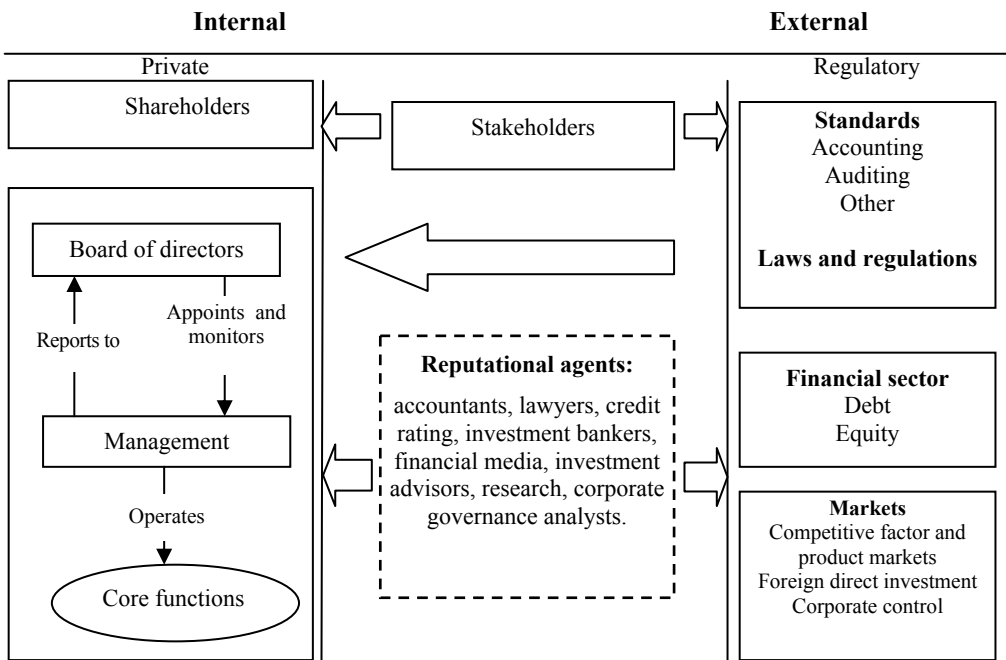 Internal
External
Private
Regulatory
Shareholders
Stakeholders
Standards
Accounting
Auditing
Other
Laws and regulations
Board of directors
Reports to
Appoints and
monitors
Management
Operates
Core functions
Reputational agents:
accountants, lawyers, credit
rating, investment bankers,
financial media, investment
advisors, research, corporate
governance analysts.
Financial sector
Debt
Equity
Markets
Competitive factor and
product markets
Foreign direct investment
Corporate control